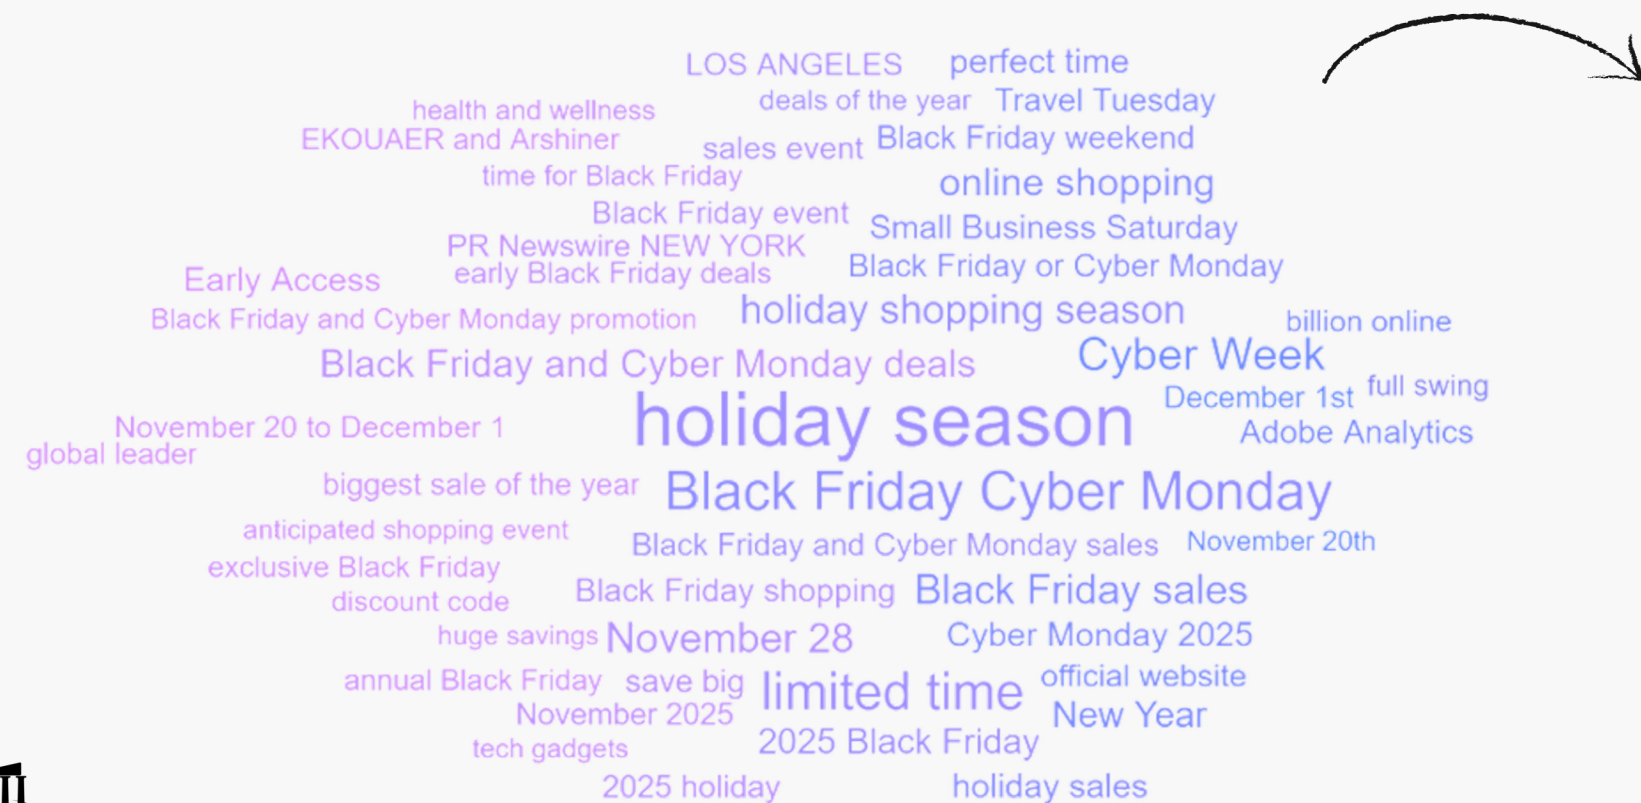 LOS ANGELES perfect time
deals of the year Travel Tuesday
health and wellness
EKOUAER and Arshiner
sales event Black Friday weekend
time for Black Friday
online shopping
Black Friday event
Small Business Saturday
PR Newswire NEW YORK
Black Friday or Cyber Monday
Early Access early Black Friday deals
holiday shopping season
Black Friday and Cyber Monday promotion
billion online
Black Friday and Cyber Monday deals
Cyber Week
full swing
December 1st
holiday season
November 20 to December 1
Adobe Analytics
global leader
biggest sale of the year
Black Friday Cyber Monday
anticipated shopping event
Black Friday and Cyber Monday sales
November 20th
exclusive Black Friday
Black Friday shopping
Black Friday sales
discount code
huge savings
November 28
Cyber Monday 2025
annual Black Friday
save big
limited time
official website
November 2025
New Year
tech gadgets
2025 Black Friday
2025 holiday
holiday sales